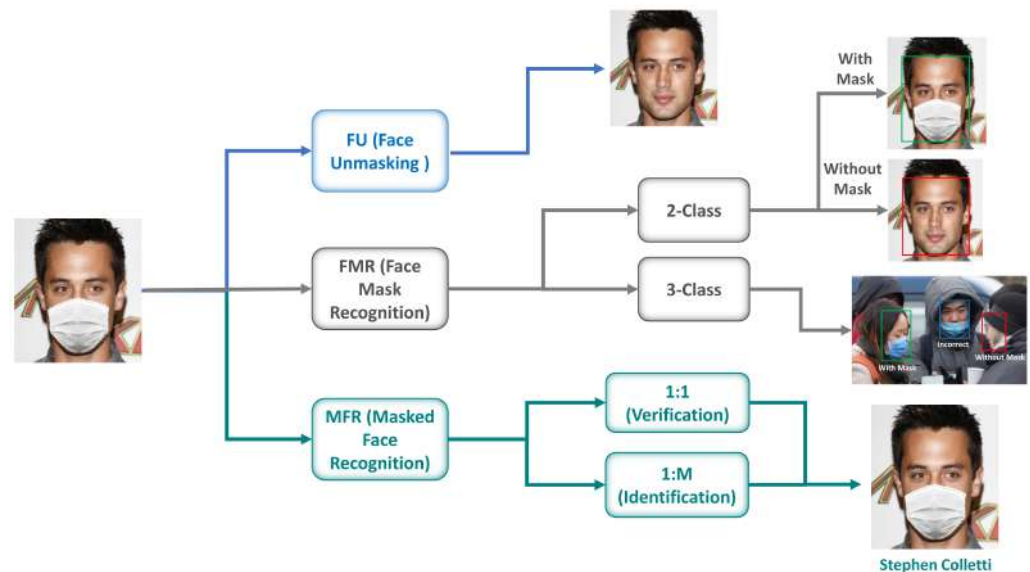 FU (Face
Unmasking )
With
Mask
Without
Mask
2-Class
FMR (Face
Mask
Recognition)
3-Class
With Mask
Incorrect
Without Mask
MFR (Masked
Face
Recognition)
1:1
(Verification)
1:M
(Identification)
Stephen Colletti